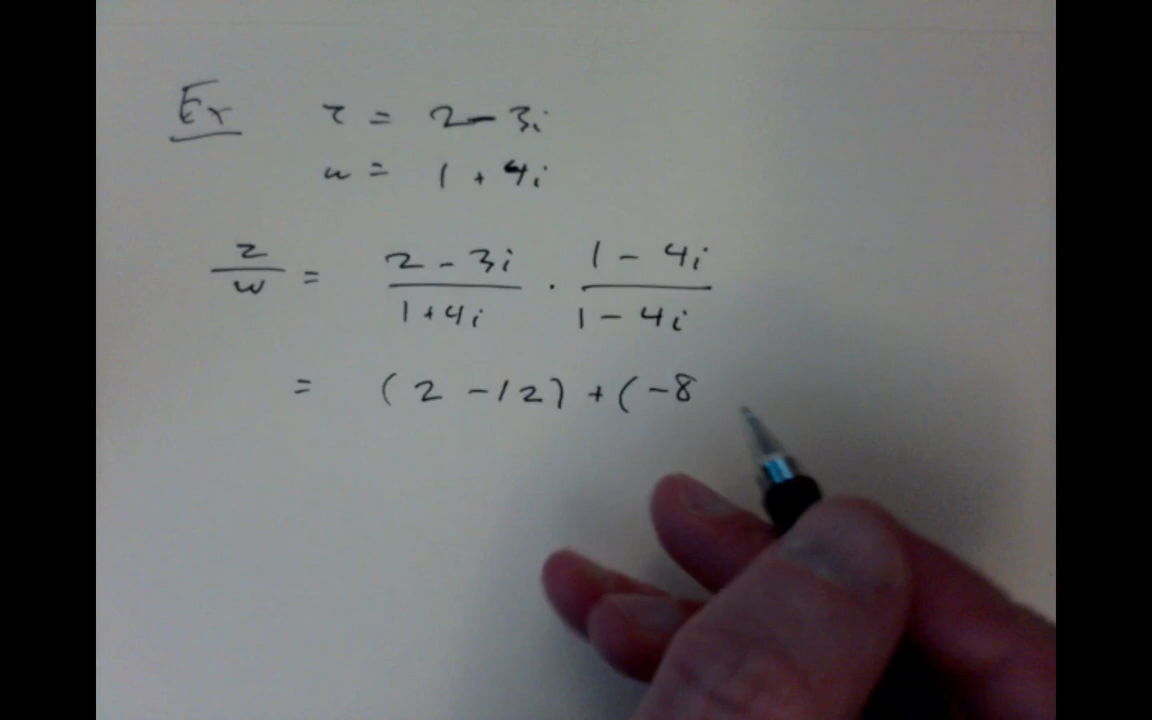 Ex z = 2 - 3i
w = 1 + 4i
z/w = (2 - 3i)/(1 + 4i) · (1 - 4i)/(1 - 4i)
= (2 - 12) + (-8